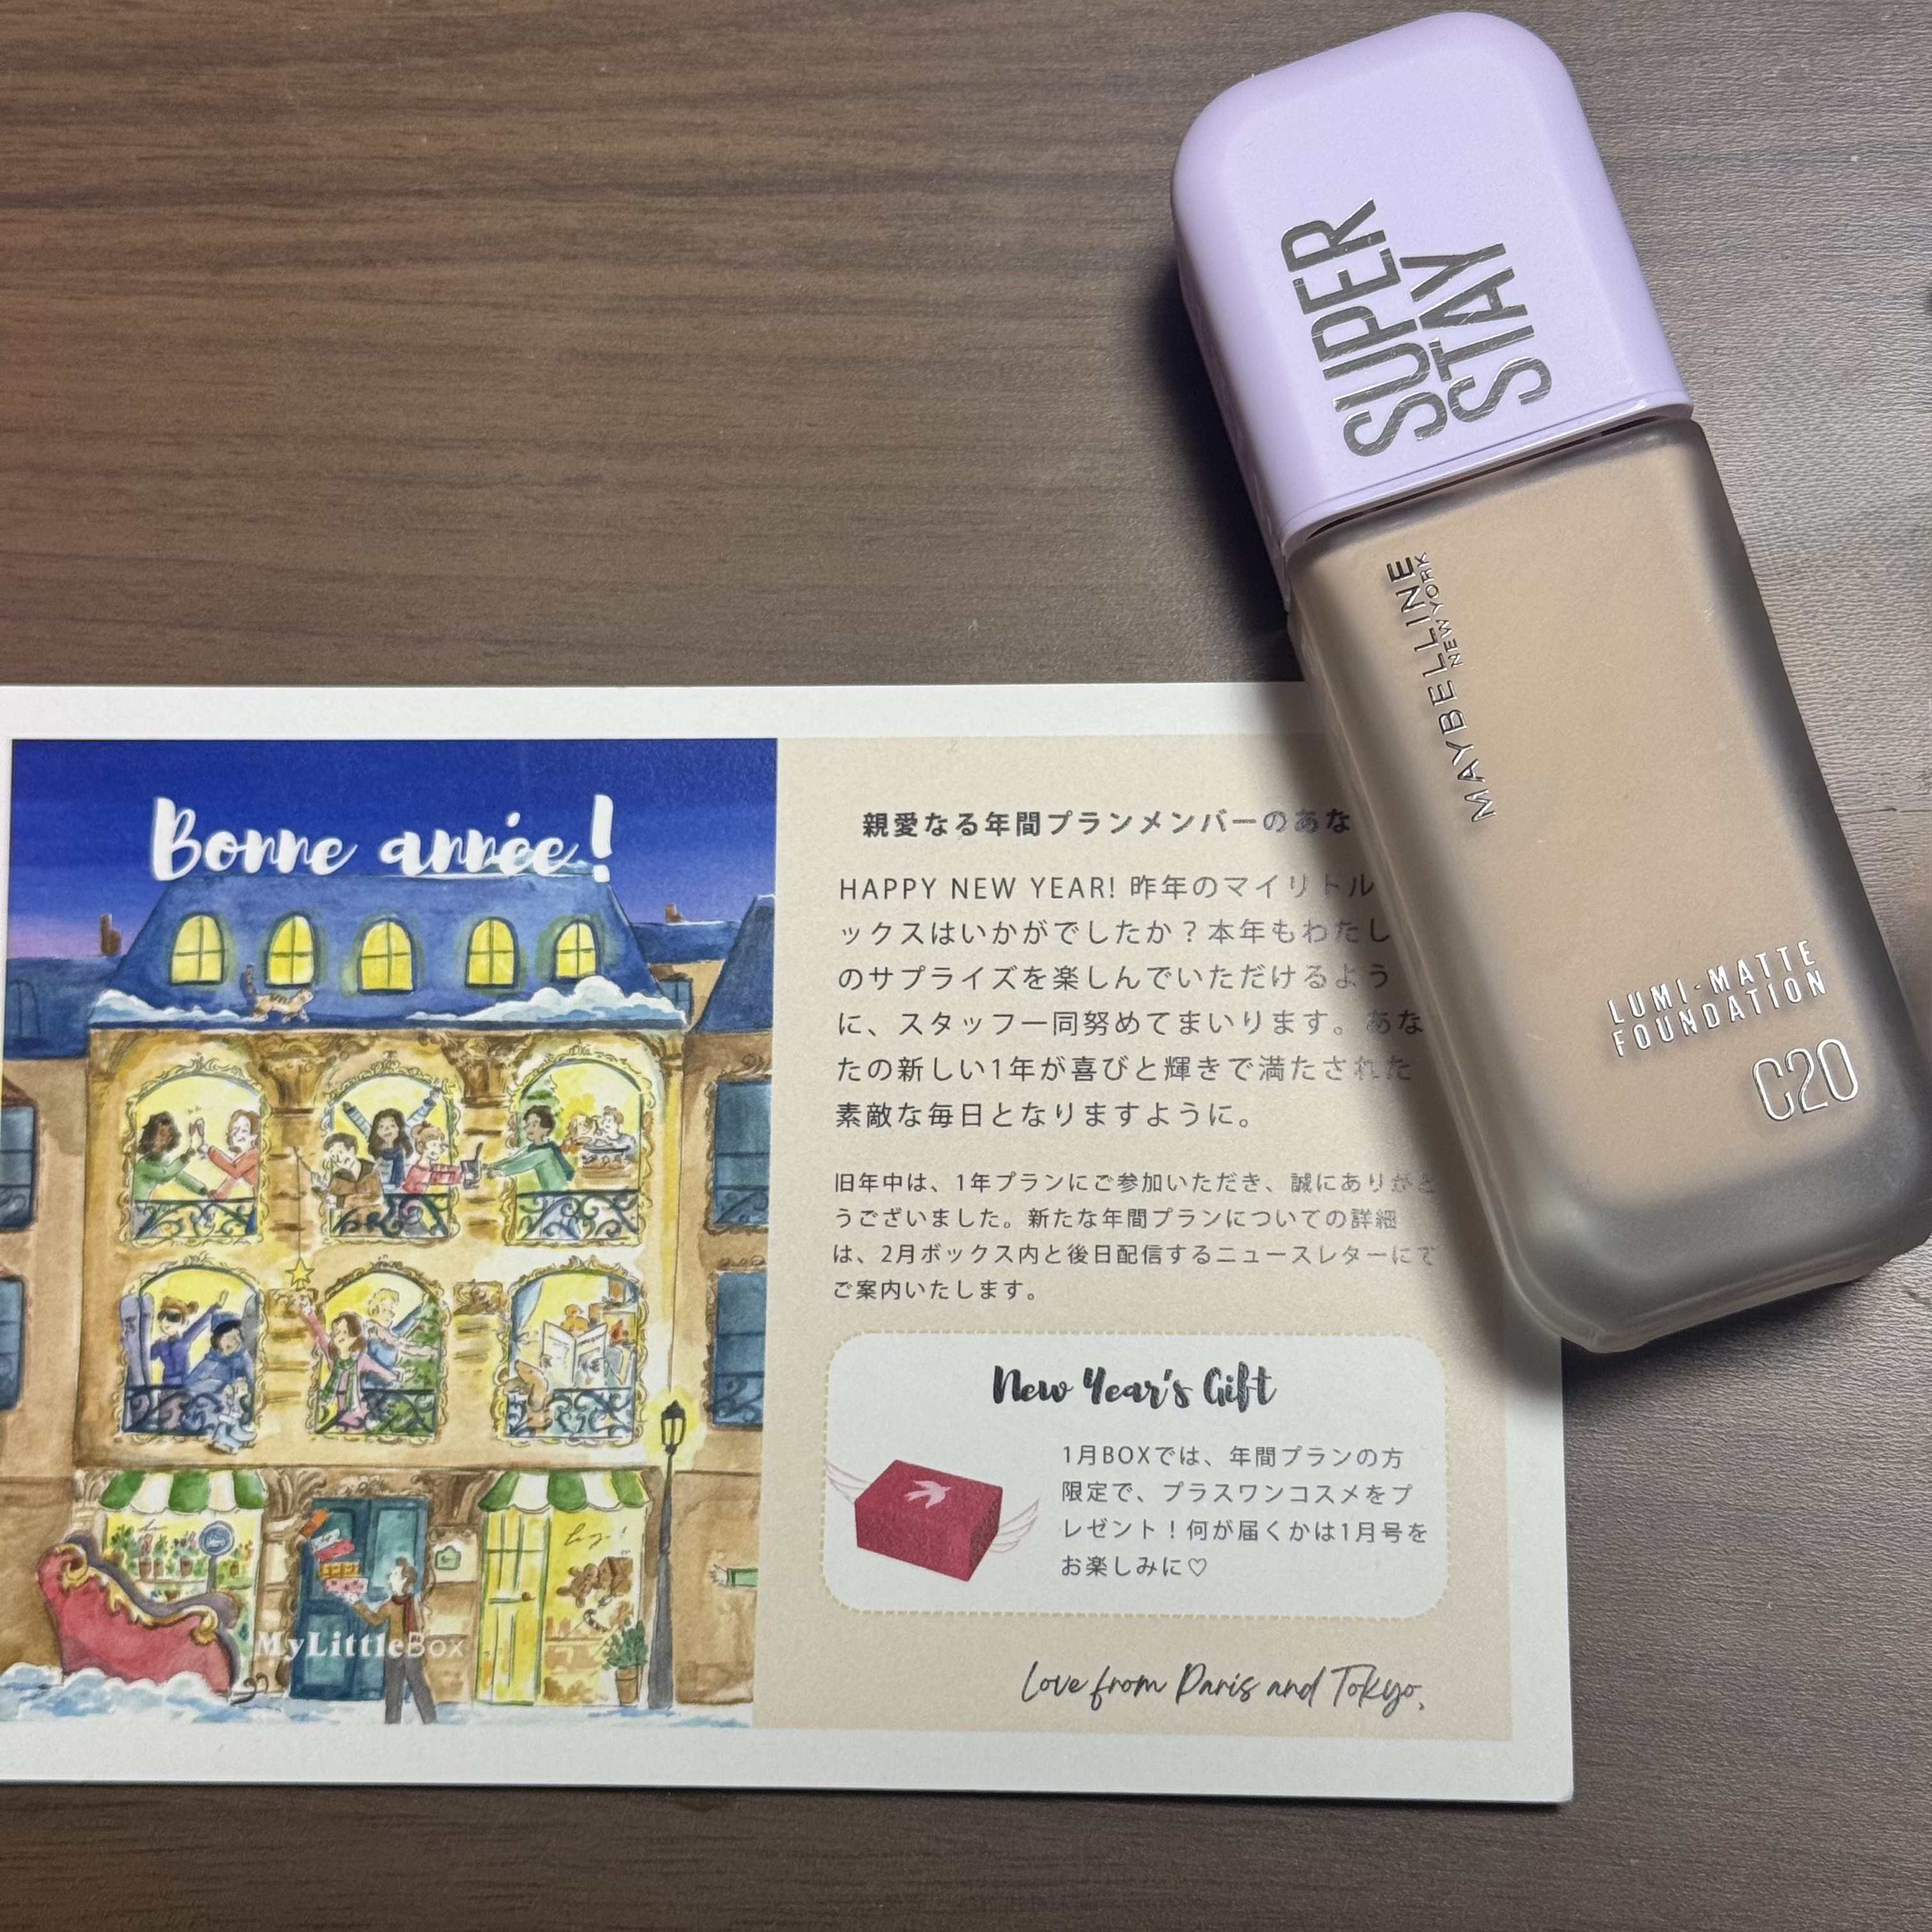 SUPER
STAY
MAYBELLINE
NEW YORK
LUMI-MATTE
FOUNDATION
C20
Bonne année!
MyLittleBox
親愛なる年間プランメンバーのあな
HAPPY NEW YEAR! 昨年のマイリトル
ックスはいかがでしたか？本年もわたし
のサプライズを楽しんでいただけるよう
に、スタッフ一同努めてまいります。あな
たの新しい1年が喜びと輝きで満たされた
素敵な毎日となりますように。
旧年中は、1年プランにご参加いただき、誠にありがと
うございました。新たな年間プランについての詳細
は、2月ボックス内と後日配信するニュースレターにて
ご案内いたします。
New Year's Gift
1月BOXでは、年間プランの方
限定で、プラスワンコスメをプ
レゼント！何が届くかは1月号を
お楽しみに♡
Love from Paris and Tokyo,